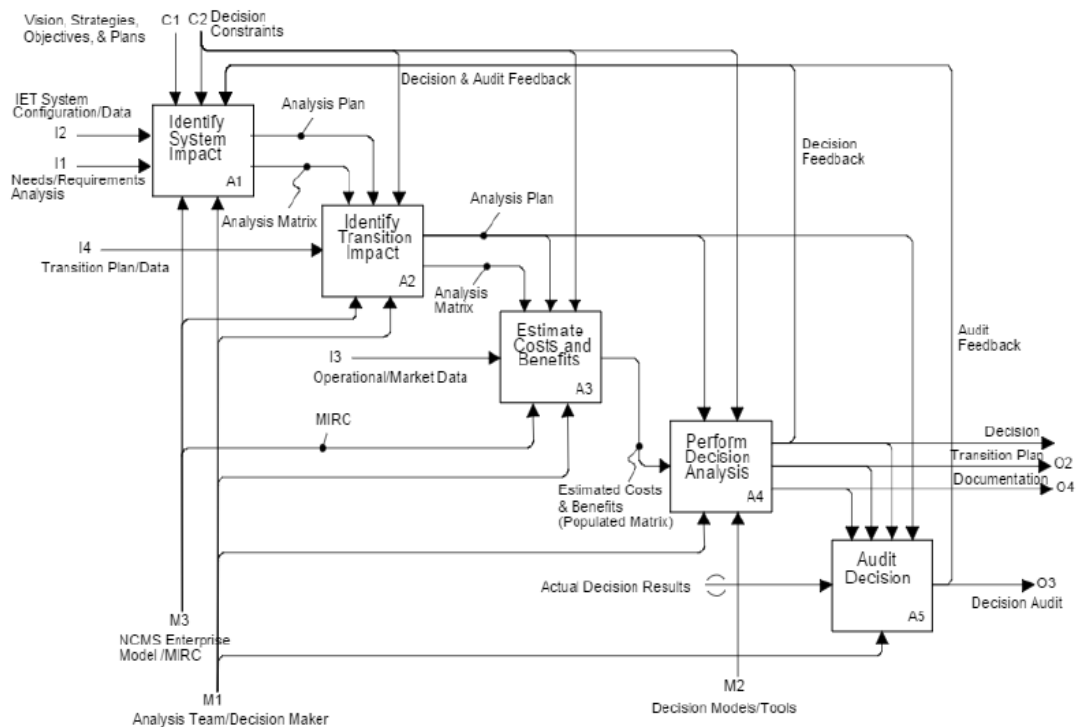 Vision, Strategies,
Objectives, & Plans
C1
C2
Decision
Constraints
Decision & Audit Feedback
IET System
Configuration/Data
I2
I1
Needs/Requirements
Analysis
Identify
System
Impact
A1
Analysis Plan
Analysis Matrix
Decision
Feedback
I4
Transition Plan/Data
Identify
Transition
Impact
A2
Analysis Plan
Analysis
Matrix
I3
Operational/Market Data
Estimate
Costs and
Benefits
A3
Audit
Feedback
MIRC
Estimated Costs
& Benefits
(Populated Matrix)
Perform
Decision
Analysis
A4
Decision
Transition Plan
O2
Documentation
O4
Actual Decision Results
Audit
Decision
A5
O3
Decision Audit
M3
NCMS Enterprise
Model /MIRC
M1
Analysis Team/Decision Maker
M2
Decision Models/Tools